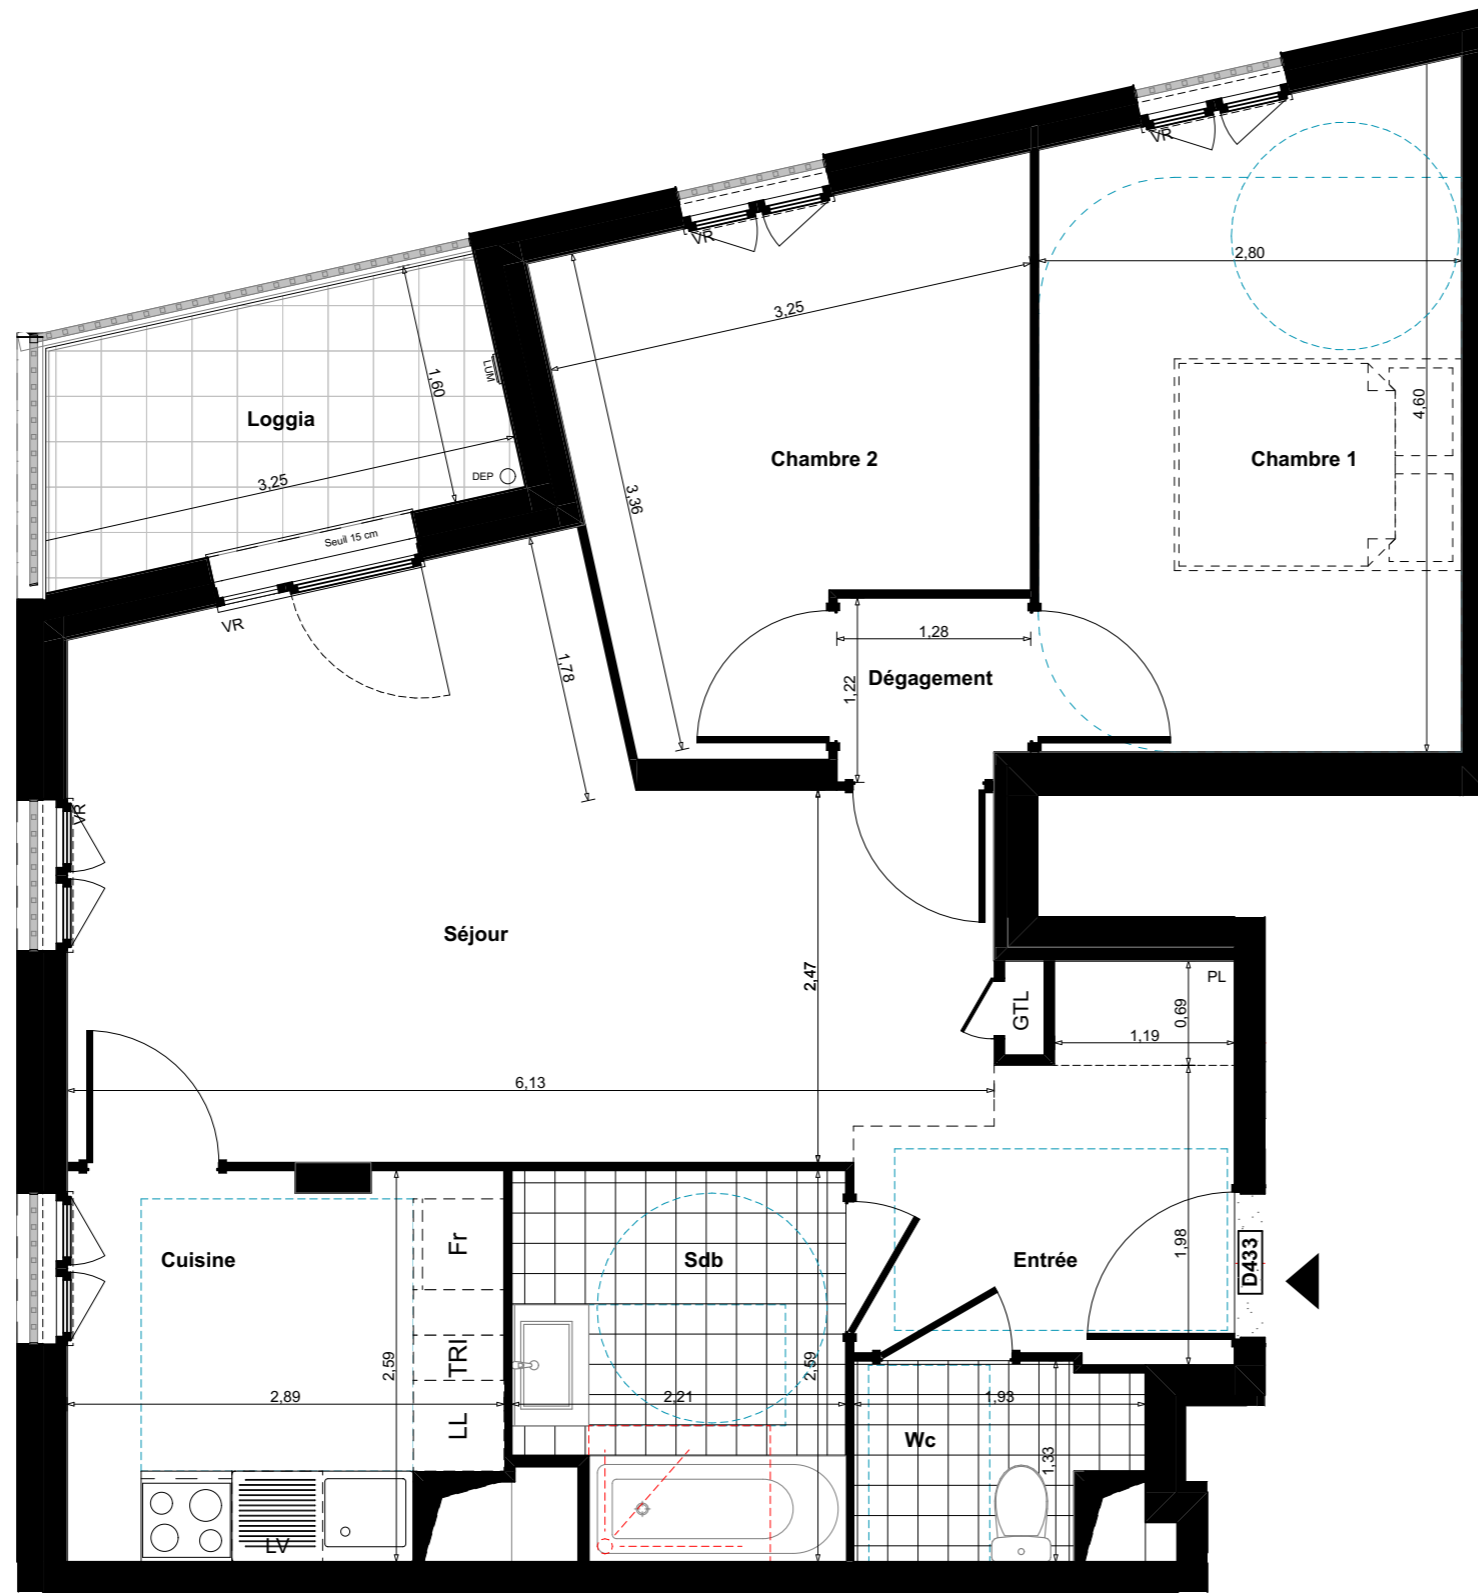 VR
VR
2,80
3,25
LUM
1,60
4,60
Loggia
Chambre 2
Chambre 1
DEP
3,25
3,36
Seuil 15 cm
VR
1,28
1,78
Dégagement
1,22
VR
Séjour
2,47
PL
GTL
0,69
1,19
6,13
Fr
1,98
D433
Cuisine
Sdb
Entrée
TRI
2,59
2,59
2,89
2,21
1,93
LL
Wc
1,33
LV